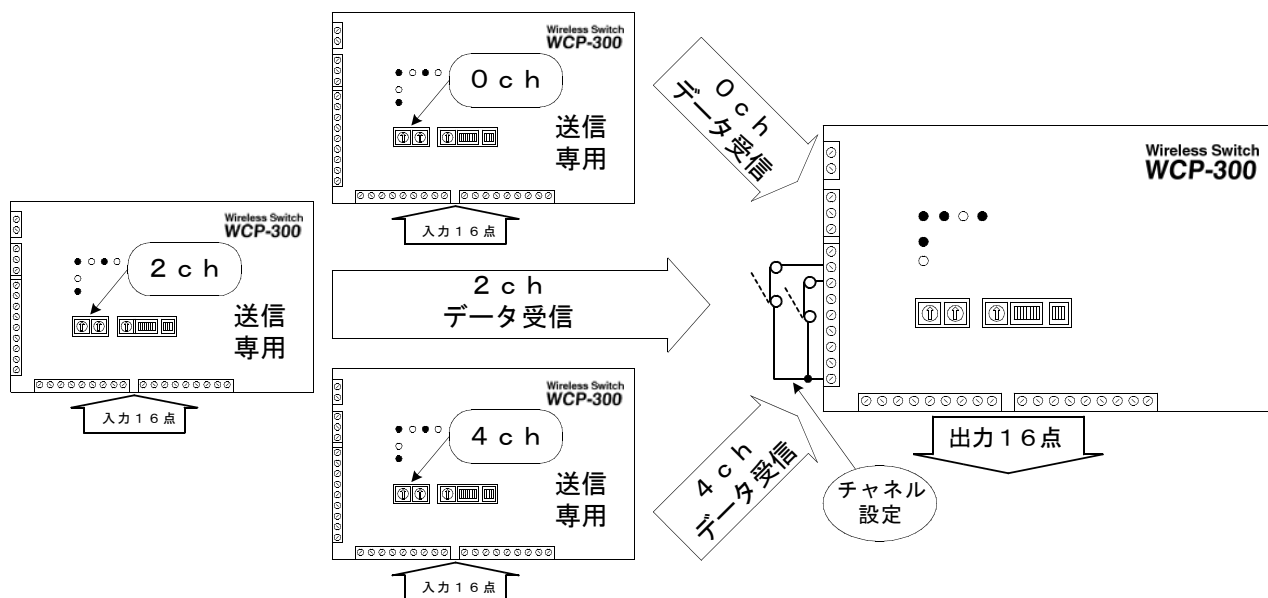 Wireless Switch
WCP-300
０ｃｈ
送信
専用
入力１６点
０ｃｈ
データ受信
Wireless Switch
WCP-300
２ｃｈ
送信
専用
入力１６点
２ｃｈ
データ受信
Wireless Switch
WCP-300
４ｃｈ
送信
専用
入力１６点
４ｃｈ
データ受信
Wireless Switch
WCP-300
出力１６点
チャネル
設定